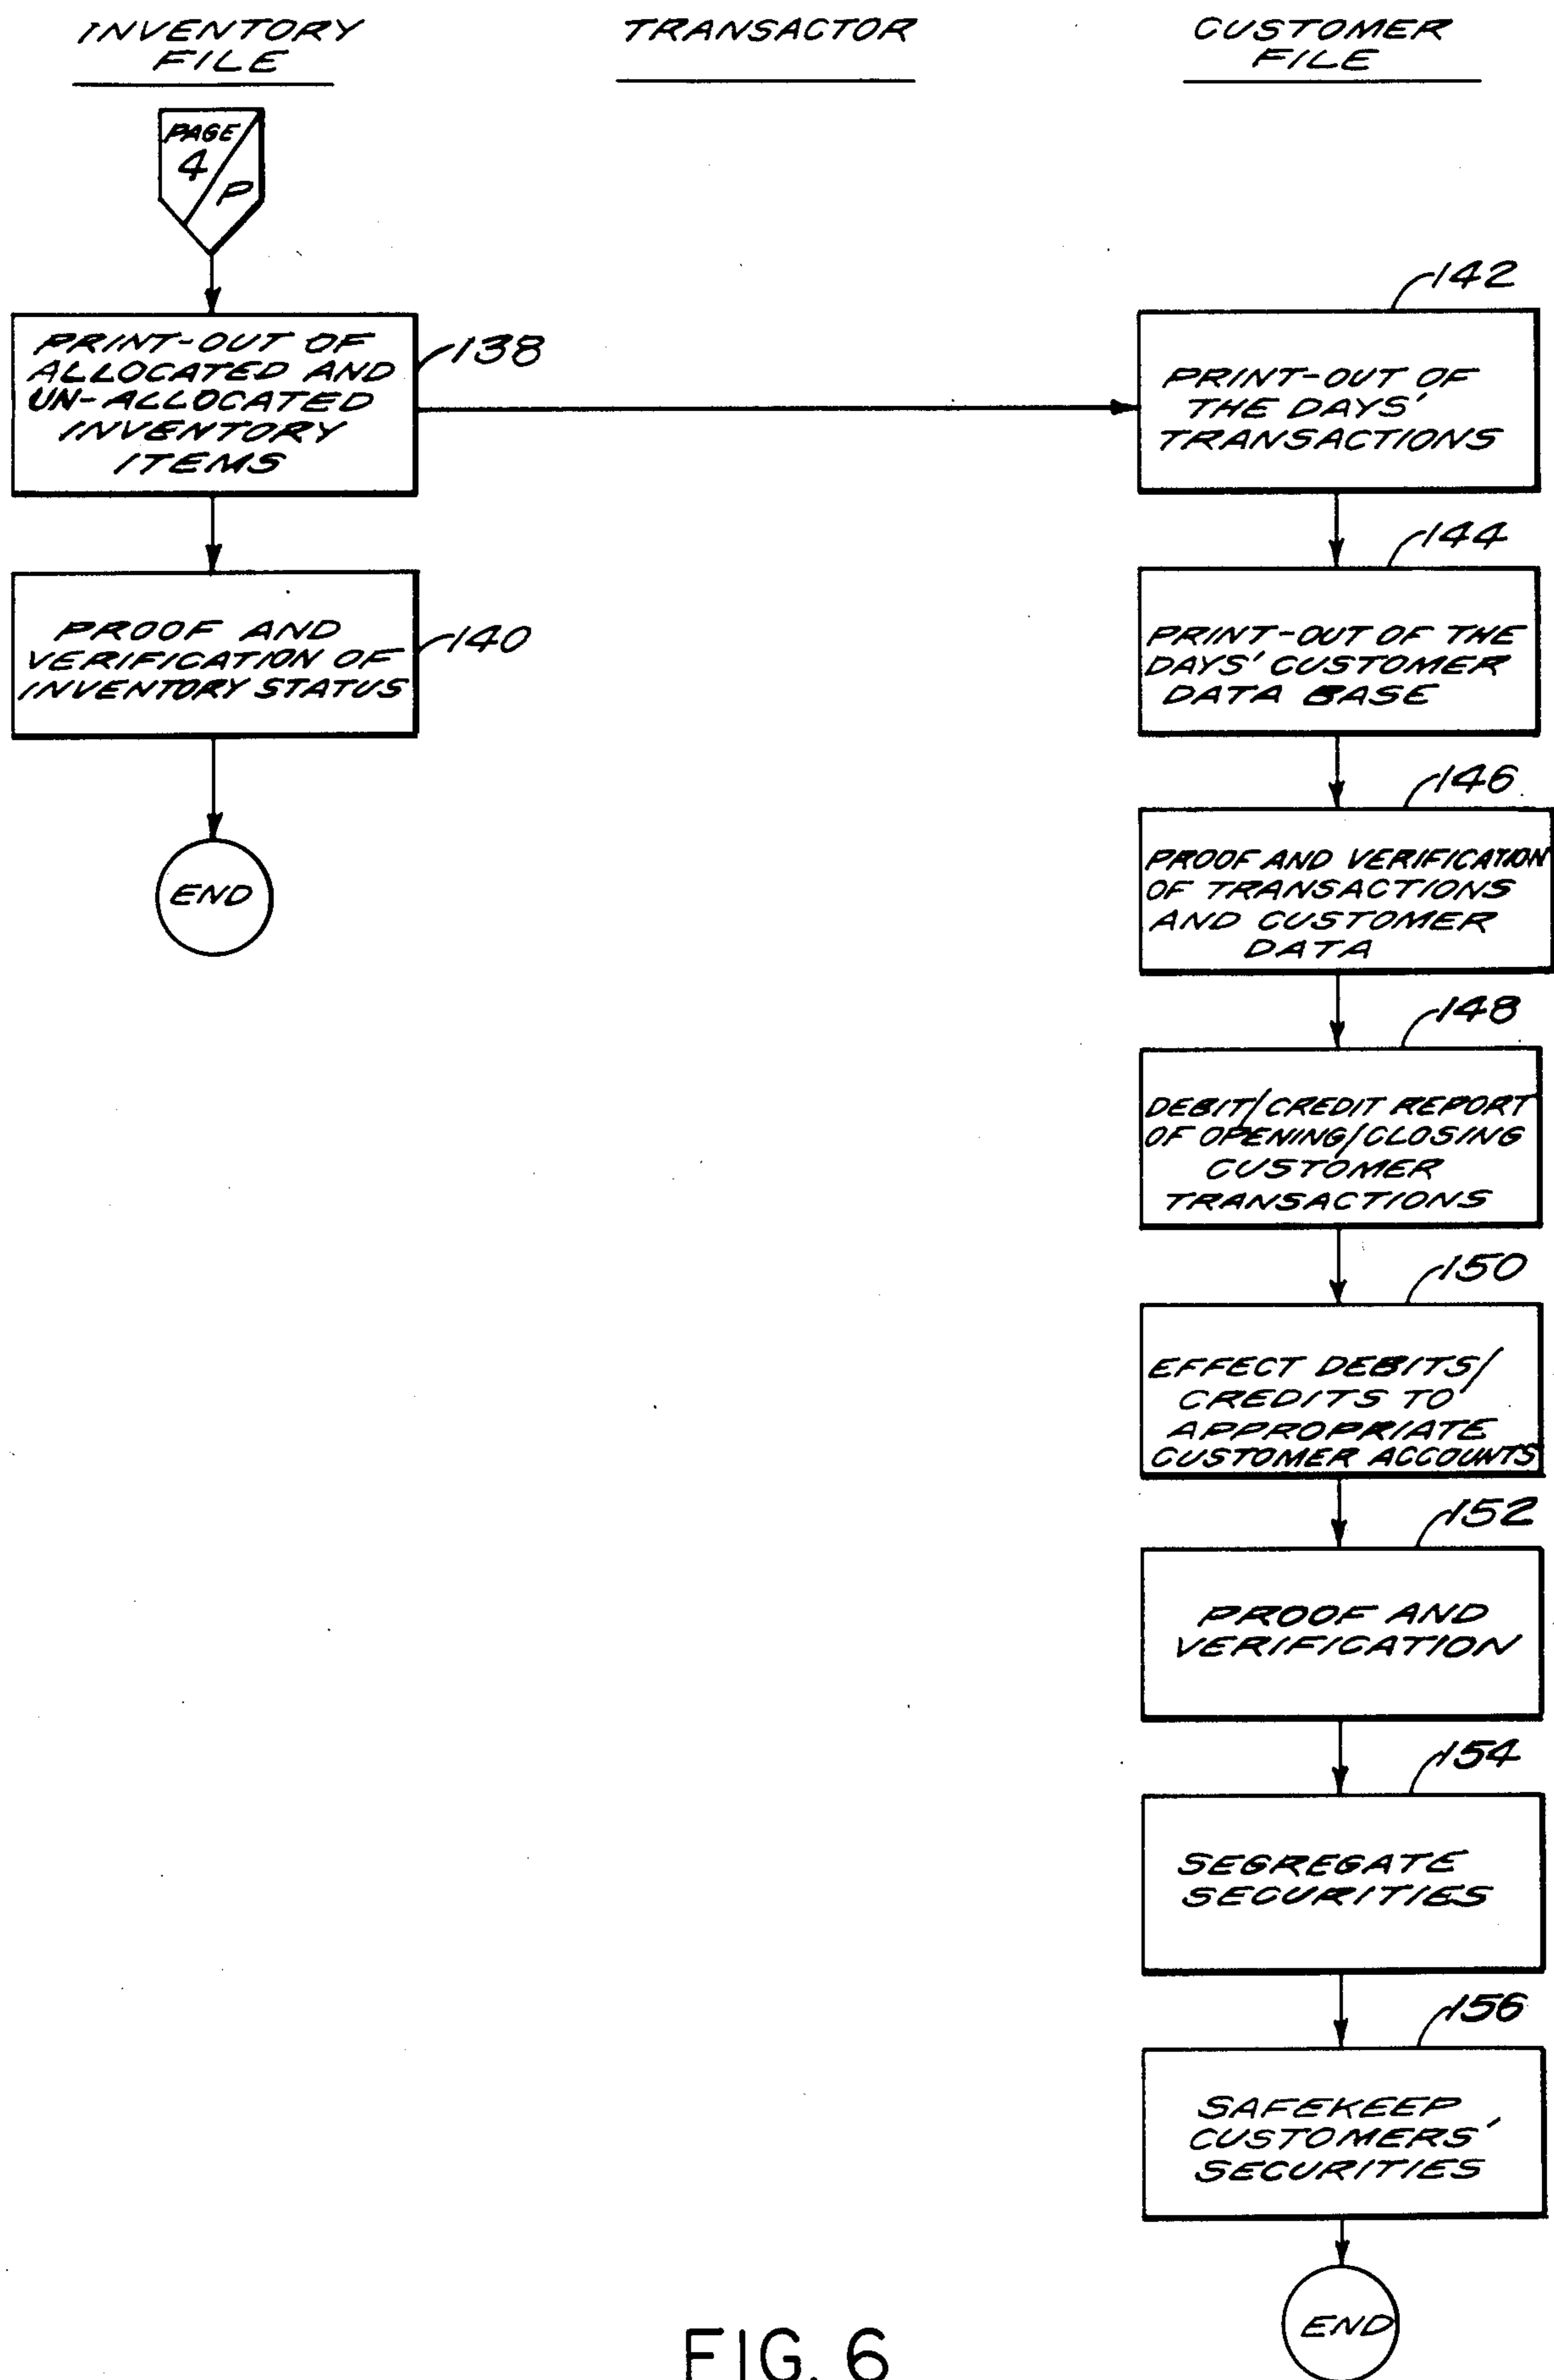 INVENTORY
FILE
TRANSACTOR
CUSTOMER
FILE
PAGE
4
P
PRINT-OUT OF
ALLOCATED AND
UN-ALLOCATED
INVENTORY
ITEMS
138
PROOF AND
VERIFICATION OF
INVENTORY STATUS
140
END
142
PRINT-OUT OF
THE DAYS'
TRANSACTIONS
144
PRINT-OUT OF THE
DAYS' CUSTOMER
DATA BASE
146
PROOF AND VERIFICATION
OF TRANSACTIONS
AND CUSTOMER
DATA
148
DEBIT/CREDIT REPORT
OF OPENING/CLOSING
CUSTOMER
TRANSACTIONS
150
EFFECT DEBITS/
CREDITS TO
APPROPRIATE
CUSTOMER ACCOUNTS
152
PROOF AND
VERIFICATION
154
SEGREGATE
SECURITIES
156
SAFEKEEP
CUSTOMERS'
SECURITIES
END
FIG. 6